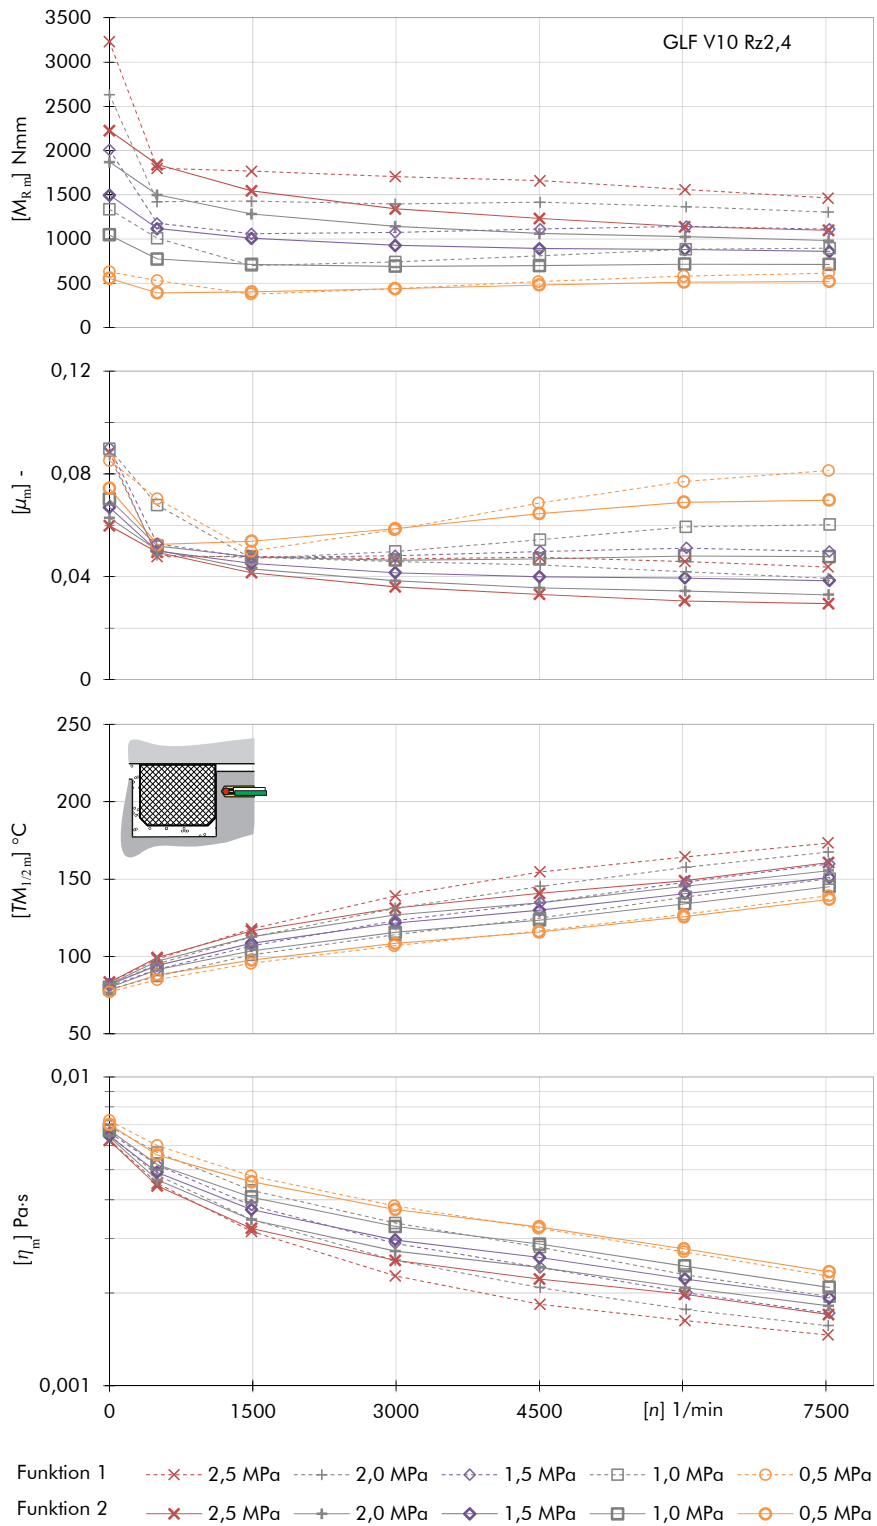 3500
GLF V10 Rz2,4
3000
2500
2000
1500
1000
500
0
[M_R m] Nmm
0,12
0,08
0,04
0
[μ_m] -
250
200
150
100
50
[TM_1/2 m] °C
0,01
0,001
[η_m] Pa·s
0 1500 3000 4500 [n] 1/min 7500
Funktion 1 2,5 MPa 2,0 MPa 1,5 MPa 1,0 MPa 0,5 MPa
Funktion 2 2,5 MPa 2,0 MPa 1,5 MPa 1,0 MPa 0,5 MPa